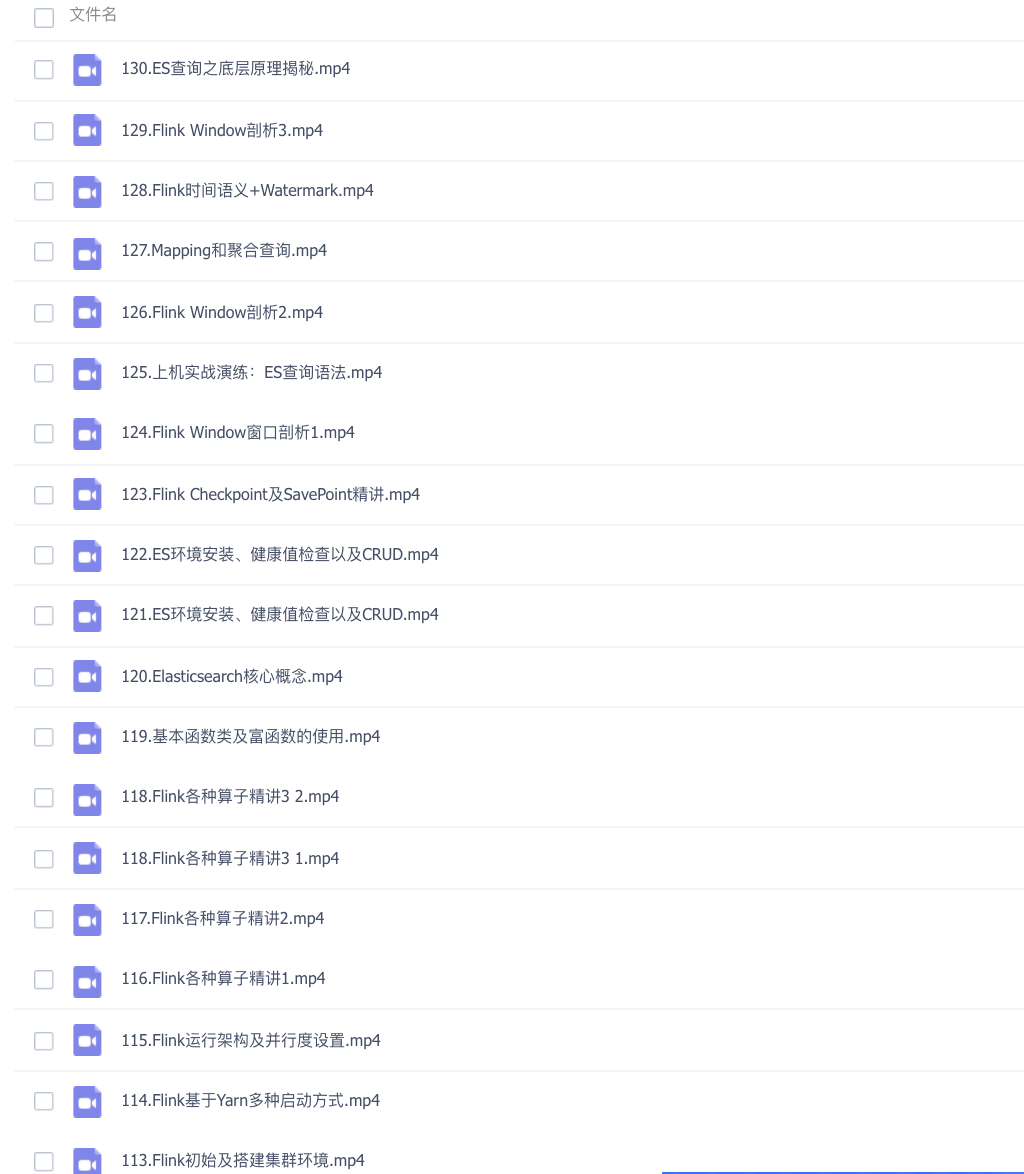 文件名
130.ES查询之底层原理揭秘.mp4
129.Flink Window剖析3.mp4
128.Flink时间语义+Watermark.mp4
127.Mapping和聚合查询.mp4
126.Flink Window剖析2.mp4
125.上机实战演练：ES查询语法.mp4
124.Flink Window窗口剖析1.mp4
123.Flink Checkpoint及SavePoint精讲.mp4
122.ES环境安装、健康值检查以及CRUD.mp4
121.ES环境安装、健康值检查以及CRUD.mp4
120.Elasticsearch核心概念.mp4
119.基本函数类及富函数的使用.mp4
118.Flink各种算子精讲3 2.mp4
118.Flink各种算子精讲3 1.mp4
117.Flink各种算子精讲2.mp4
116.Flink各种算子精讲1.mp4
115.Flink运行架构及并行度设置.mp4
114.Flink基于Yarn多种启动方式.mp4
113.Flink初始及搭建集群环境.mp4